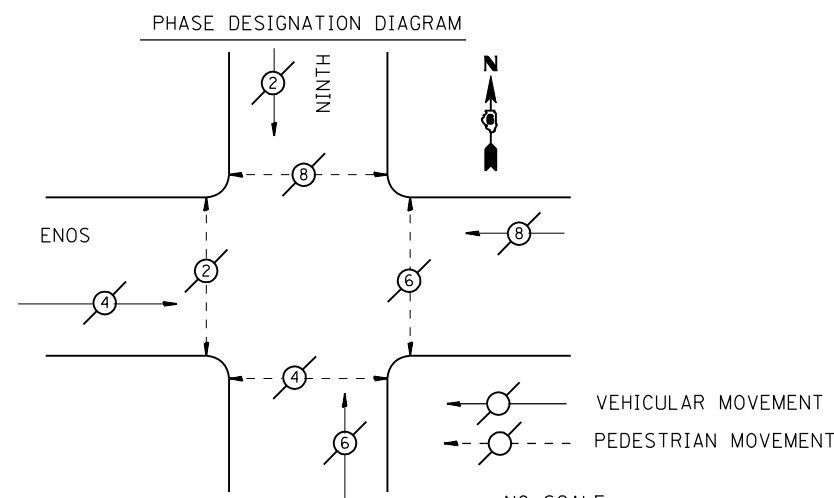 PHASE DESIGNATION DIAGRAM
2
NINTH
N
8
ENOS
8
2
6
4
4
VEHICULAR MOVEMENT
6
PEDESTRIAN MOVEMENT
NO SCALE